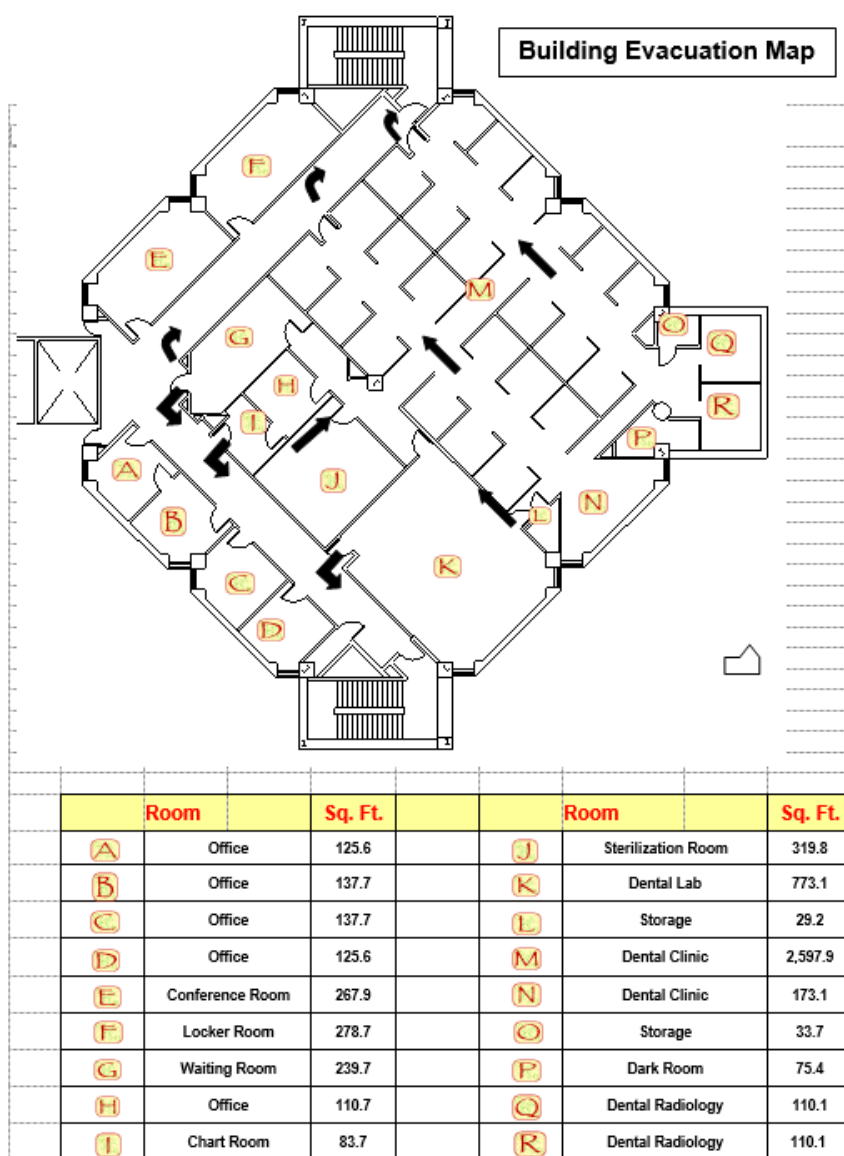 Building Evacuation Map
F
E
M
G
O
Q
H
R
I
P
A
J
N
B
L
K
C
D
Room Sq. Ft. Room Sq. Ft.
A Office 125.6 J Sterilization Room 319.8
B Office 137.7 K Dental Lab 773.1
C Office 137.7 L Storage 29.2
D Office 125.6 M Dental Clinic 2,597.9
E Conference Room 267.9 N Dental Clinic 173.1
F Locker Room 278.7 O Storage 33.7
G Waiting Room 239.7 P Dark Room 75.4
H Office 110.7 Q Dental Radiology 110.1
I Chart Room 83.7 R Dental Radiology 110.1